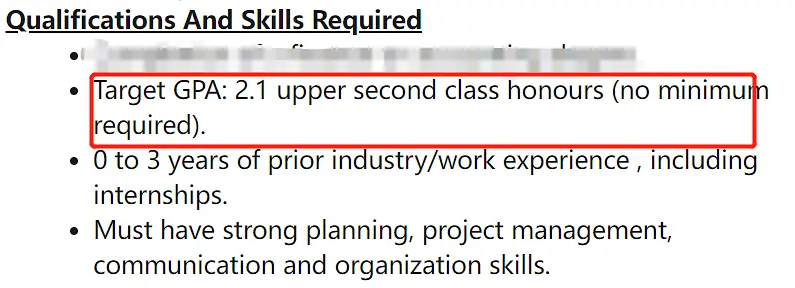 Qualifications And Skills Required
• Target GPA: 2.1 upper second class honours (no minimum
required).
• 0 to 3 years of prior industry/work experience , including
internships.
• Must have strong planning, project management,
communication and organization skills.